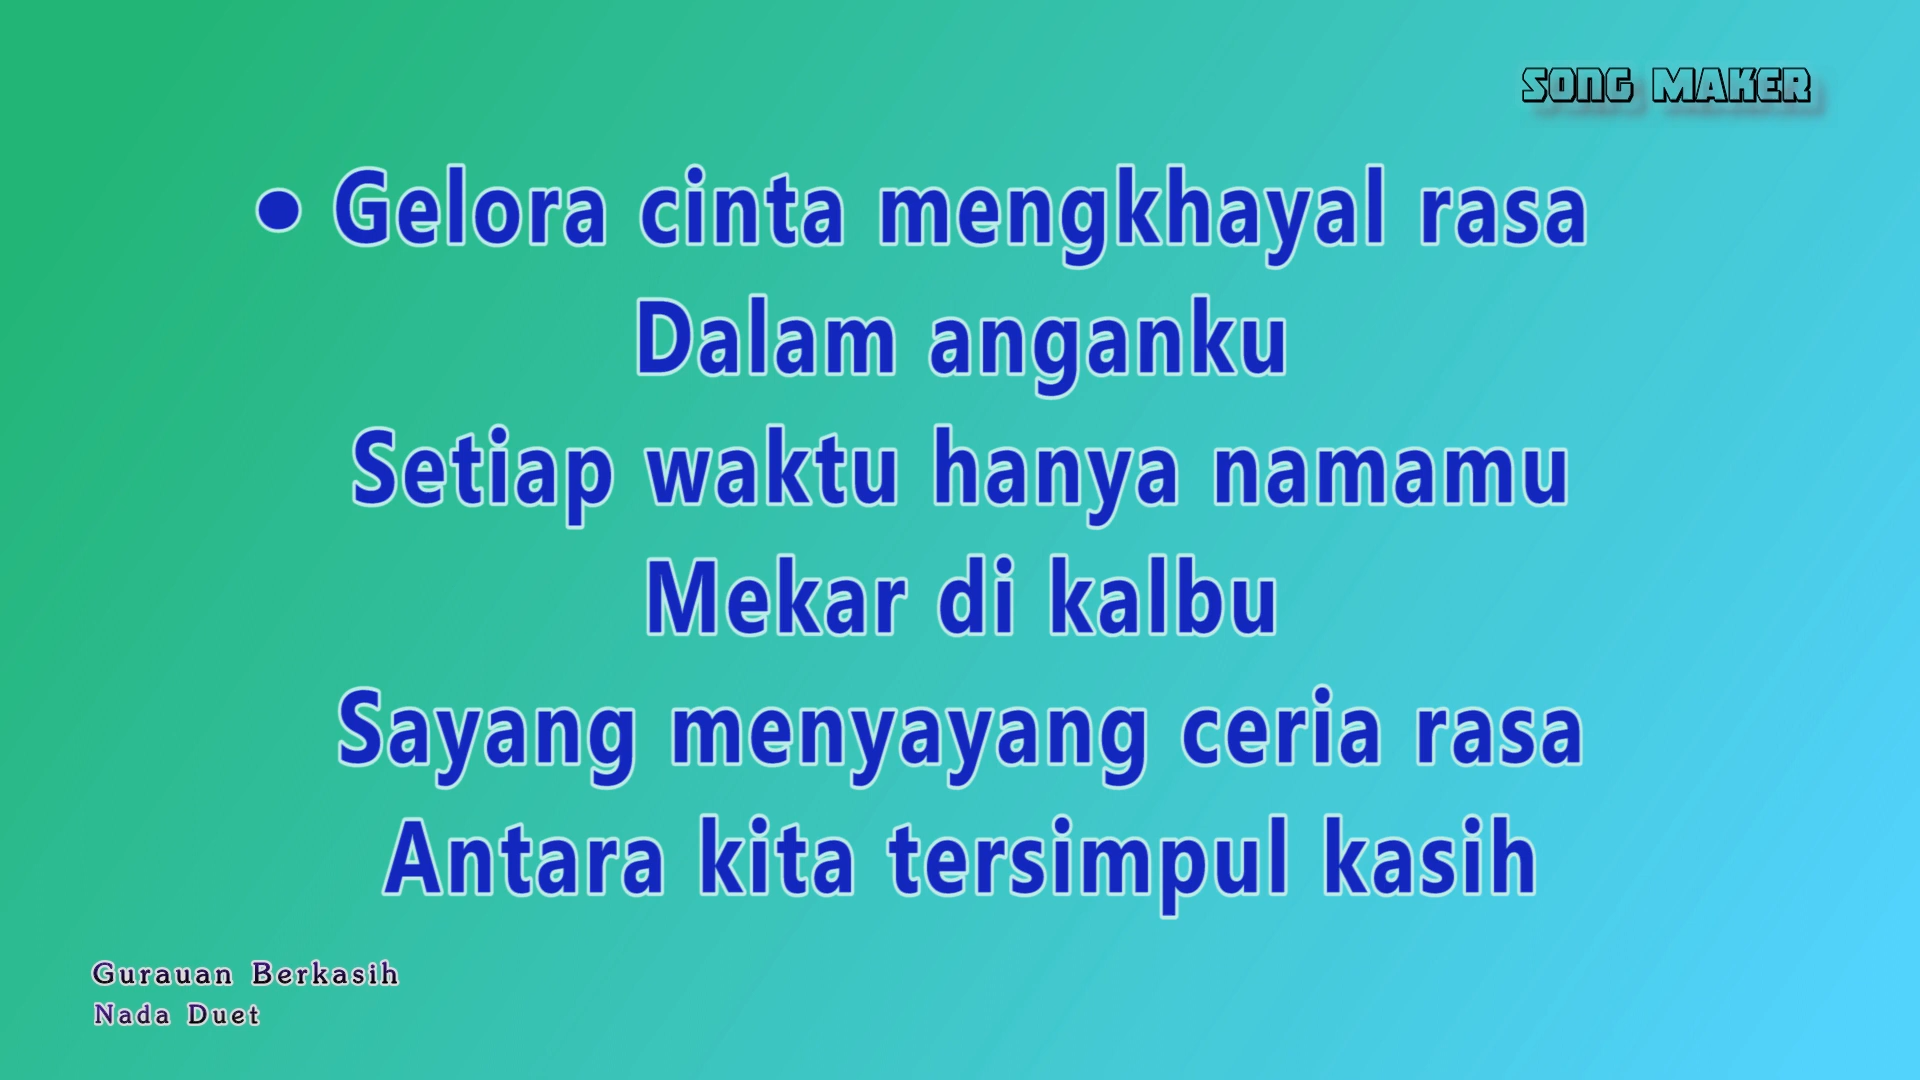 SONG MAKER
• Gelora cinta mengkhayal rasa
Dalam anganku
Setiap waktu hanya namamu
Mekar di kalbu
Sayang menyayang ceria rasa
Antara kita tersimpul kasih
Gurauan Berkasih
Nada Duet